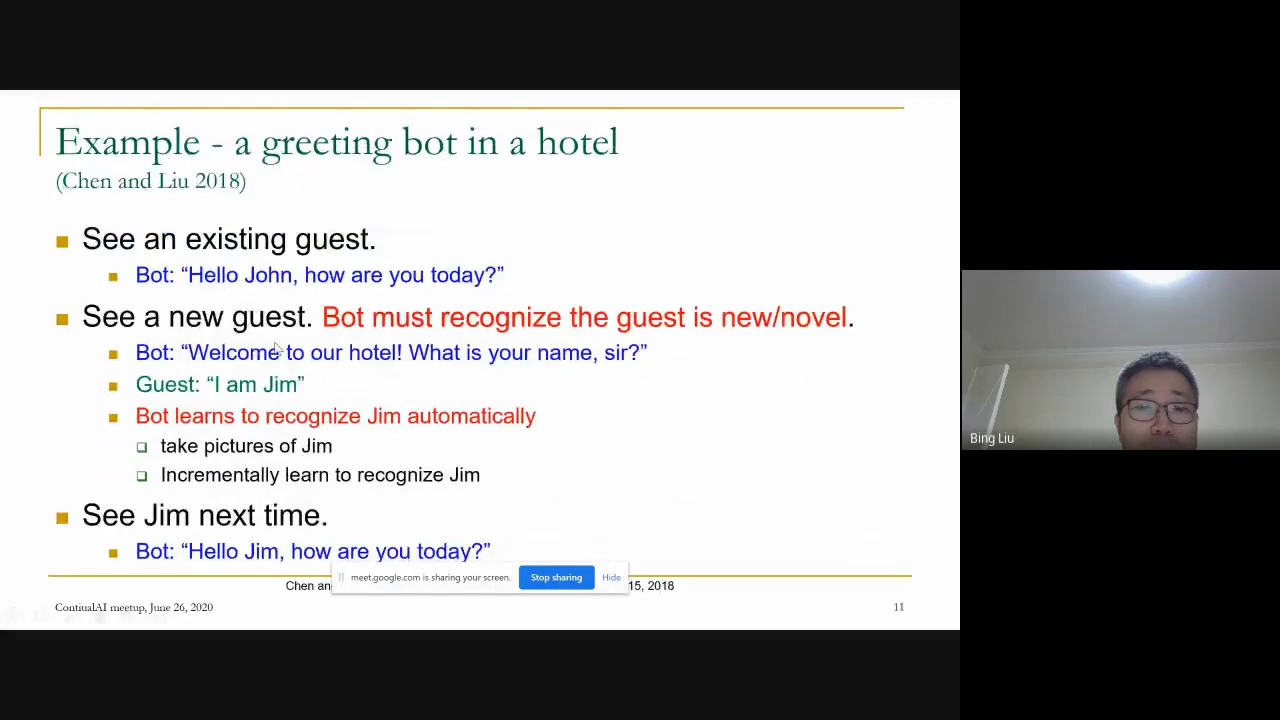 Example - a greeting bot in a hotel
(Chen and Liu 2018)
See an existing guest.
Bot: “Hello John, how are you today?”
See a new guest. Bot must recognize the guest is new/novel.
Bot: “Welcome to our hotel! What is your name, sir?”
Guest: “I am Jim”
Bot learns to recognize Jim automatically
take pictures of Jim
Incrementally learn to recognize Jim
See Jim next time.
Bot: “Hello Jim, how are you today?”
meet.google.com is sharing your screen.
Stop sharing
Hide
Chen an
15, 2018
ContiualAI meetup, June 26, 2020
11
Bing Liu